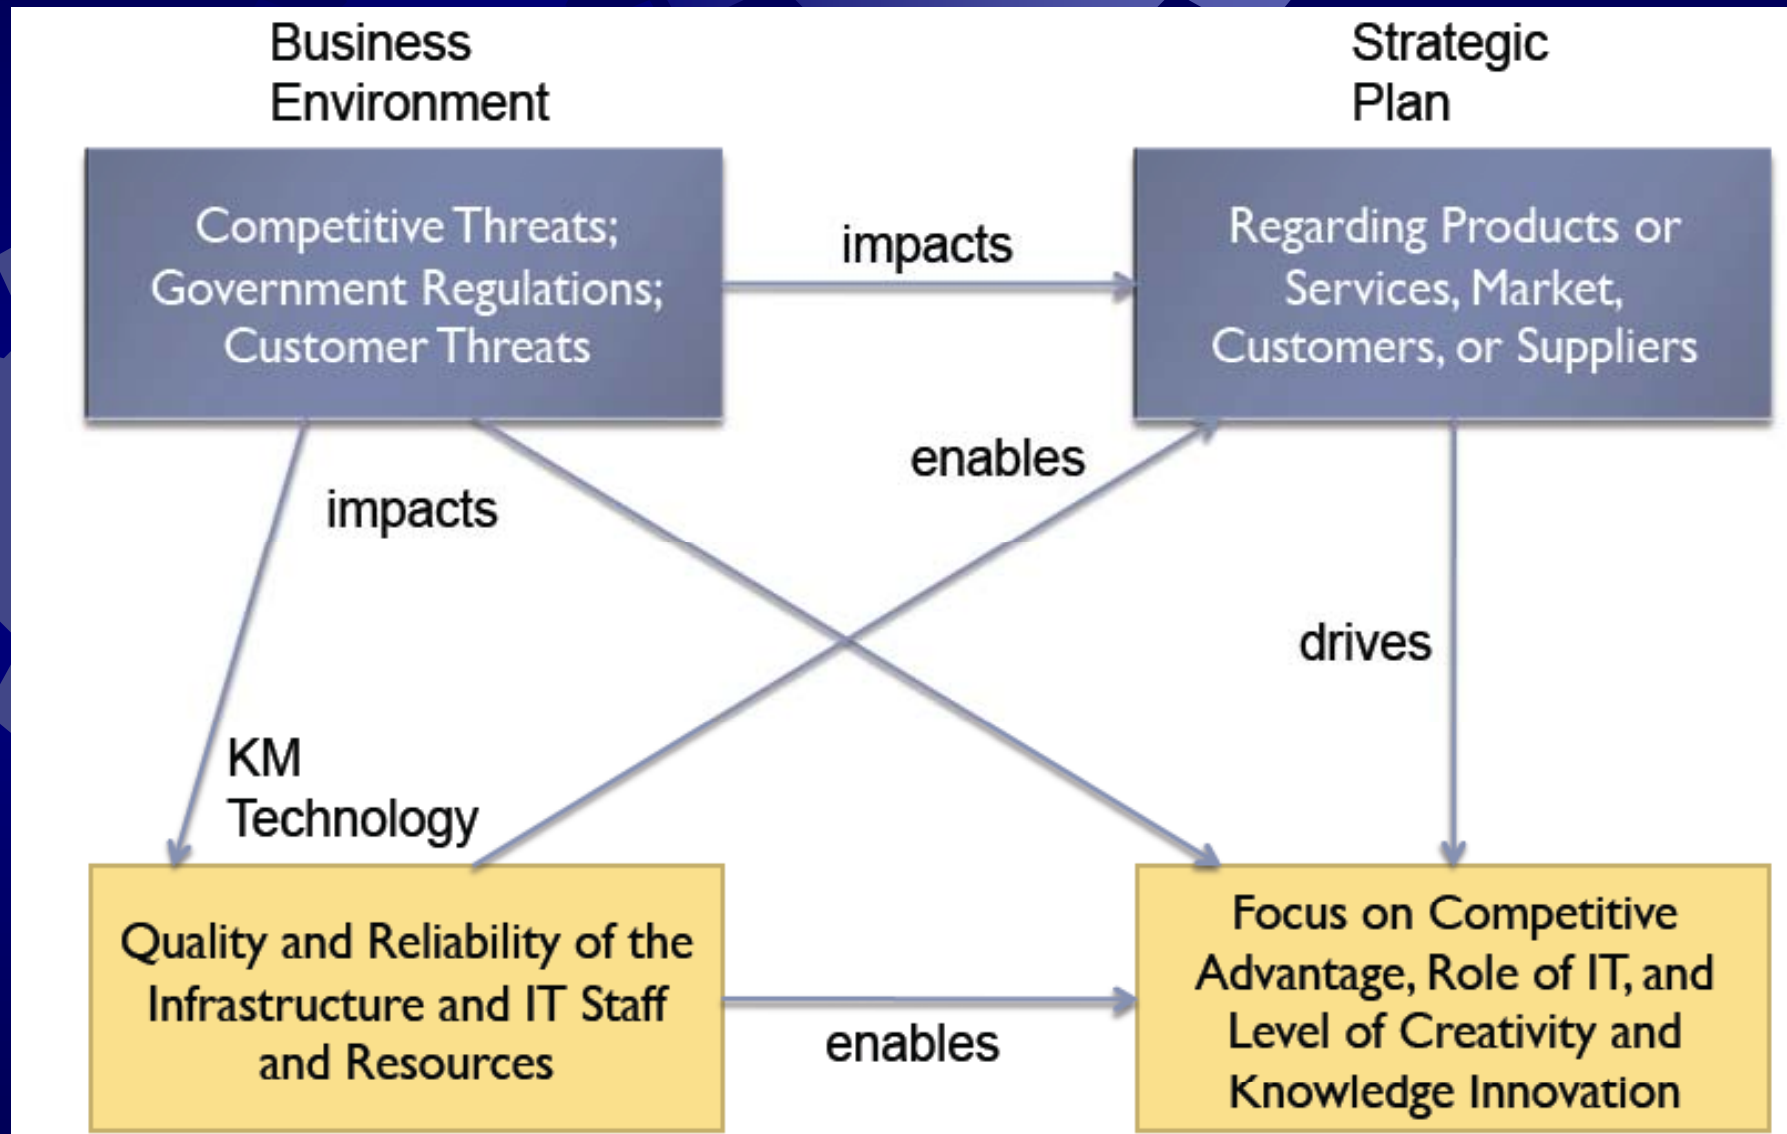 Business
Environment
Strategic
Plan
Competitive Threats;
Government Regulations;
Customer Threats
impacts
Regarding Products or
Services, Market,
Customers, or Suppliers
enables
impacts
drives
KM
Technology
Quality and Reliability of the
Infrastructure and IT Staff
and Resources
enables
Focus on Competitive
Advantage, Role of IT, and
Level of Creativity and
Knowledge Innovation